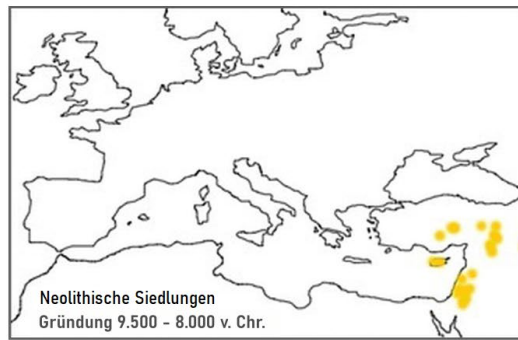 Neolithische Siedlungen
Gründung 9.500 - 8.000 v. Chr.